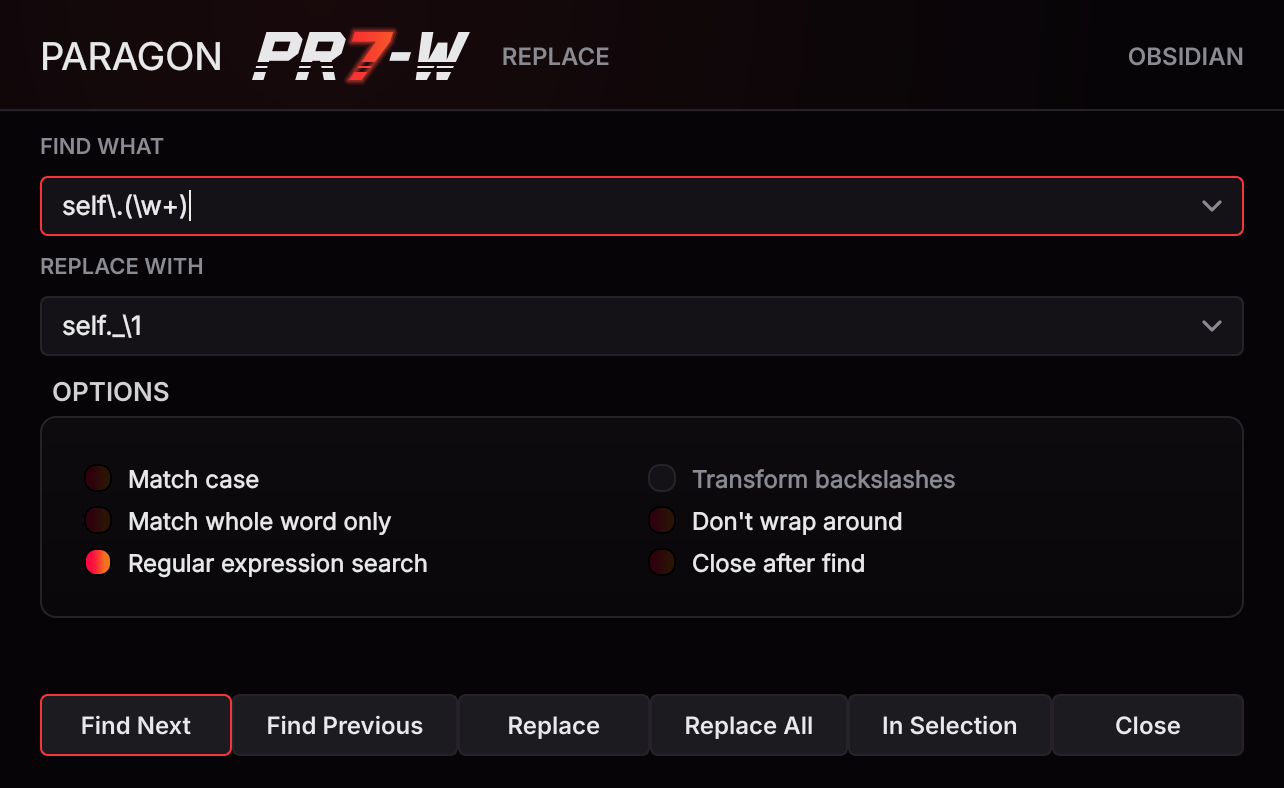 PARAGON PR7-W REPLACE OBSIDIAN
FIND WHAT
self\.(\w+)
REPLACE WITH
self._\1
OPTIONS
Match case
Transform backslashes
Match whole word only
Don't wrap around
Regular expression search
Close after find
Find Next Find Previous Replace Replace All In Selection Close